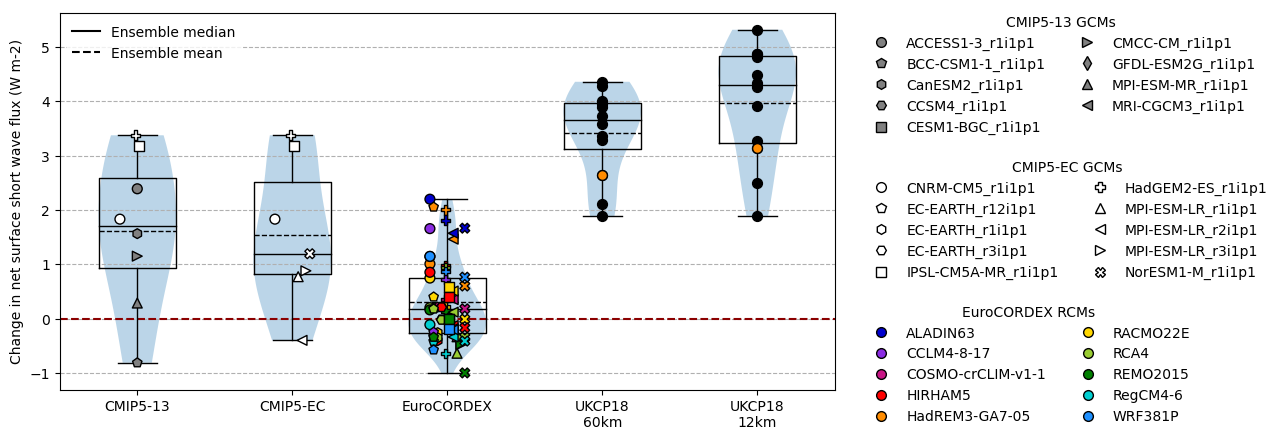 Change in net surface short wave flux (W m-2)
5
4
3
2
1
0
−1
Ensemble median
Ensemble mean
CMIP5-13
CMIP5-EC
EuroCORDEX
UKCP18
60km
UKCP18
12km
CMIP5-13 GCMs
ACCESS1-3_r1i1p1
BCC-CSM1-1_r1i1p1
CanESM2_r1i1p1
CCSM4_r1i1p1
CESM1-BGC_r1i1p1
CMCC-CM_r1i1p1
GFDL-ESM2G_r1i1p1
MPI-ESM-MR_r1i1p1
MRI-CGCM3_r1i1p1
CMIP5-EC GCMs
CNRM-CM5_r1i1p1
EC-EARTH_r12i1p1
EC-EARTH_r1i1p1
EC-EARTH_r3i1p1
IPSL-CM5A-MR_r1i1p1
HadGEM2-ES_r1i1p1
MPI-ESM-LR_r1i1p1
MPI-ESM-LR_r2i1p1
MPI-ESM-LR_r3i1p1
NorESM1-M_r1i1p1
EuroCORDEX RCMs
ALADIN63
CCLM4-8-17
COSMO-crCLIM-v1-1
HIRHAM5
HadREM3-GA7-05
RACMO22E
RCA4
REMO2015
RegCM4-6
WRF381P